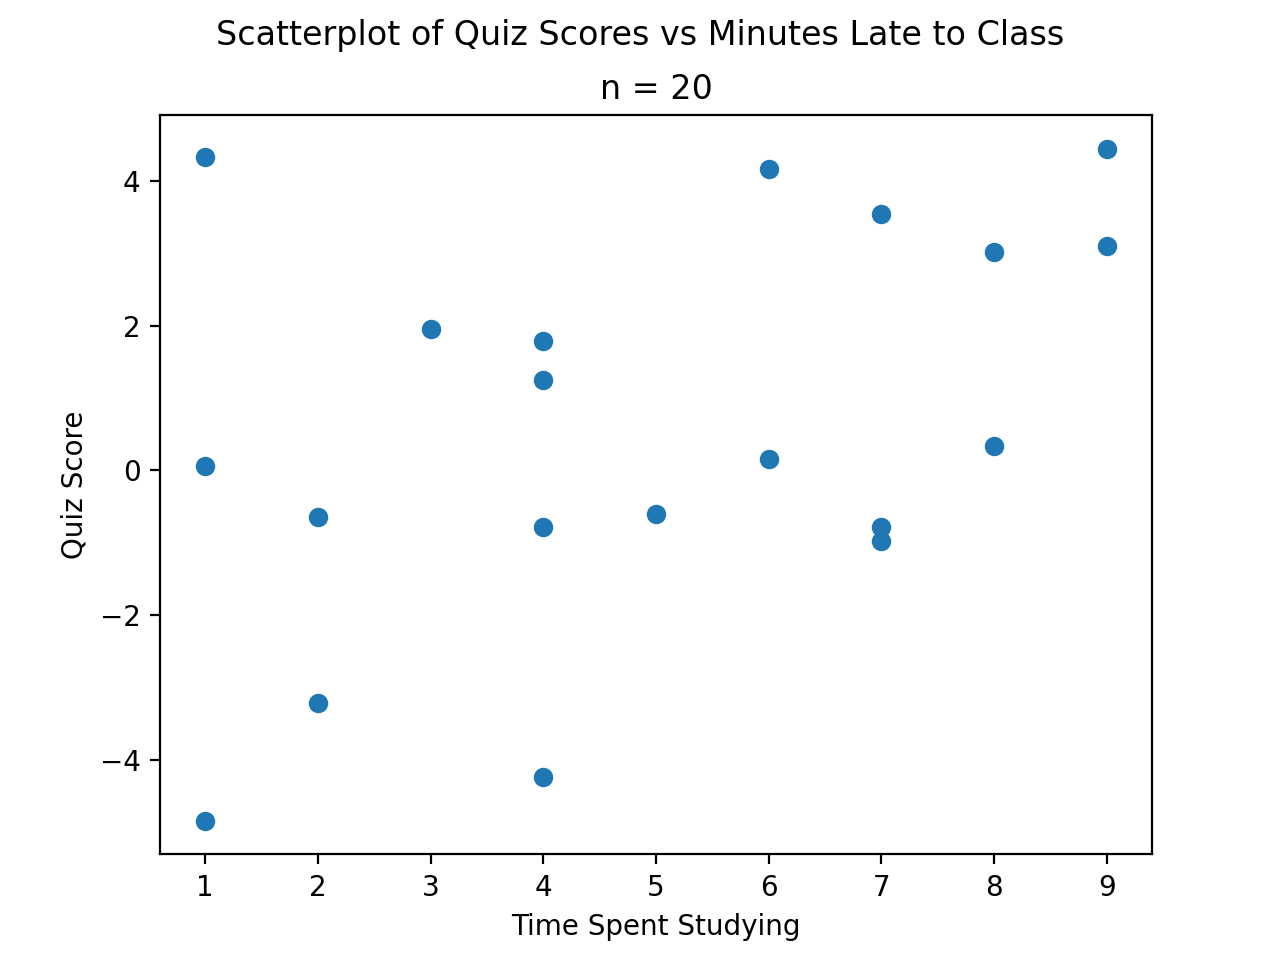 Scatterplot of Quiz Scores vs Minutes Late to Class
n = 20
4
2
0
−2
−4
Quiz Score
1 2 3 4 5 6 7 8 9
Time Spent Studying